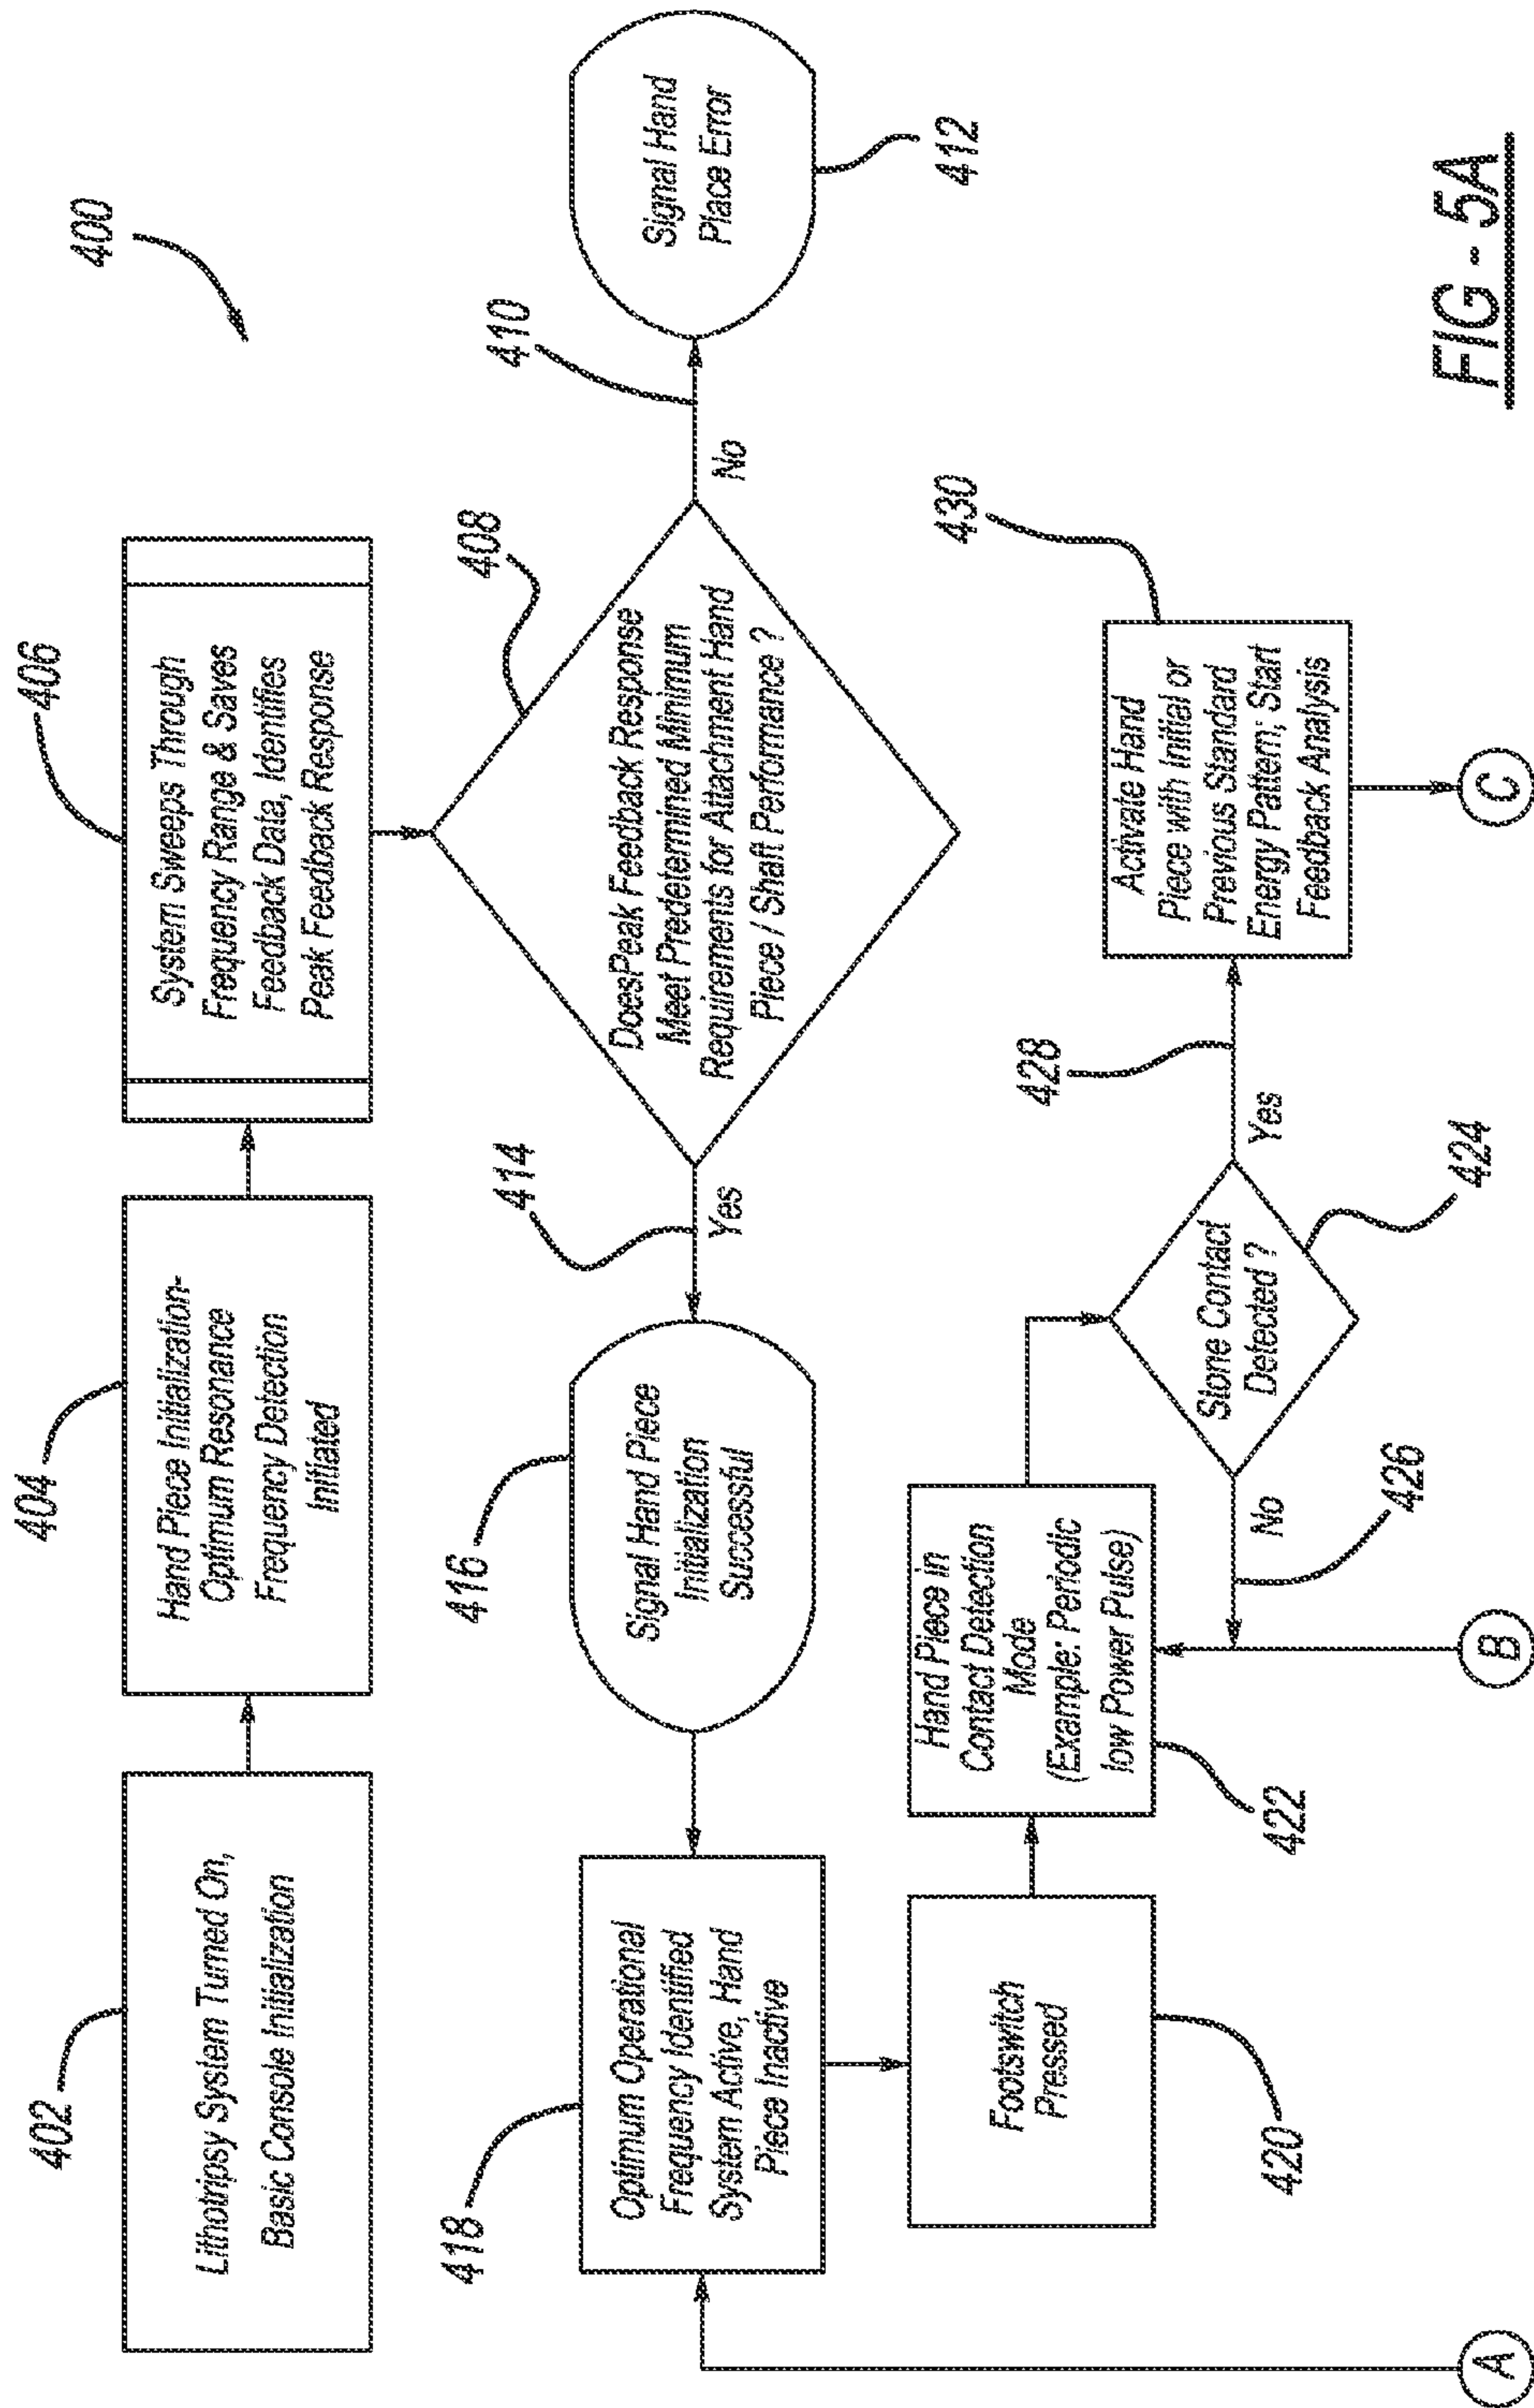 400
402
Lithotripsy System Turned On,
Basic Console Initialization
404
Hand Piece Initialization-
Optimum Resonance
Frequency Detection
Initiated
406
System Sweeps Through
Frequency Range & Saves
Feedback Data, Identifies
Peak Feedback Response
408
DoesPeak Feedback Response
Meet Predetermined Minimum
Requirements for Attachment Hand
Piece / Shaft Performance ?
410
No
Signal Hand
Place Error
412
414
Yes
416
Signal Hand Piece
Initialization
Successful
418
Optimum Operational
Frequency Identified
System Active, Hand
Piece Inactive
Footswitch
Pressed
420
Hand Piece in
Contact Detection
Mode
(Example: Periodic
low Power Pulse)
422
Stone Contact
Detected ?
424
No
426
428
Yes
430
Activate Hand
Piece with Initial or
Previous Standard
Energy Pattern; Start
Feedback Analysis
A
B
C
FIG - 5A